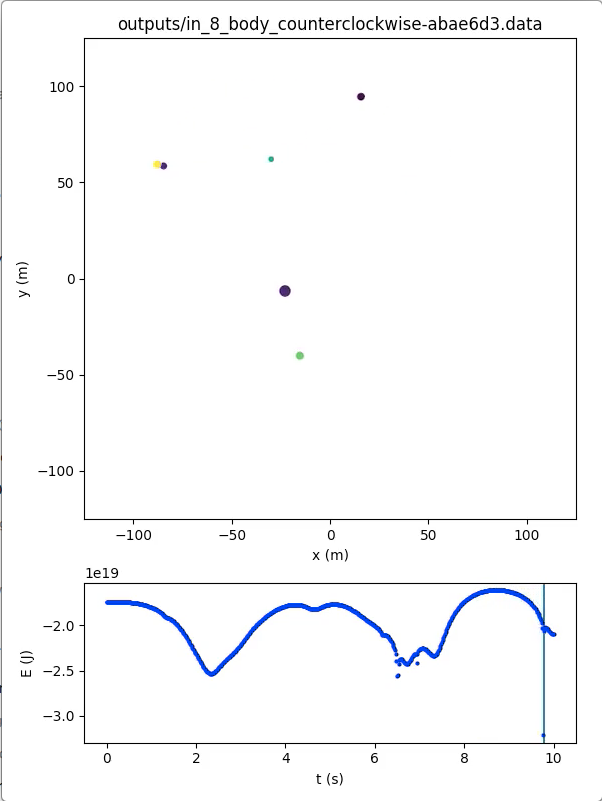 outputs/in_8_body_counterclockwise-abae6d3.data
100
50
0
−50
−100
y (m)
−100 −50 0 50 100
x (m)
1e19
−2.0
−2.5
−3.0
E (J)
0 2 4 6 8 10
t (s)